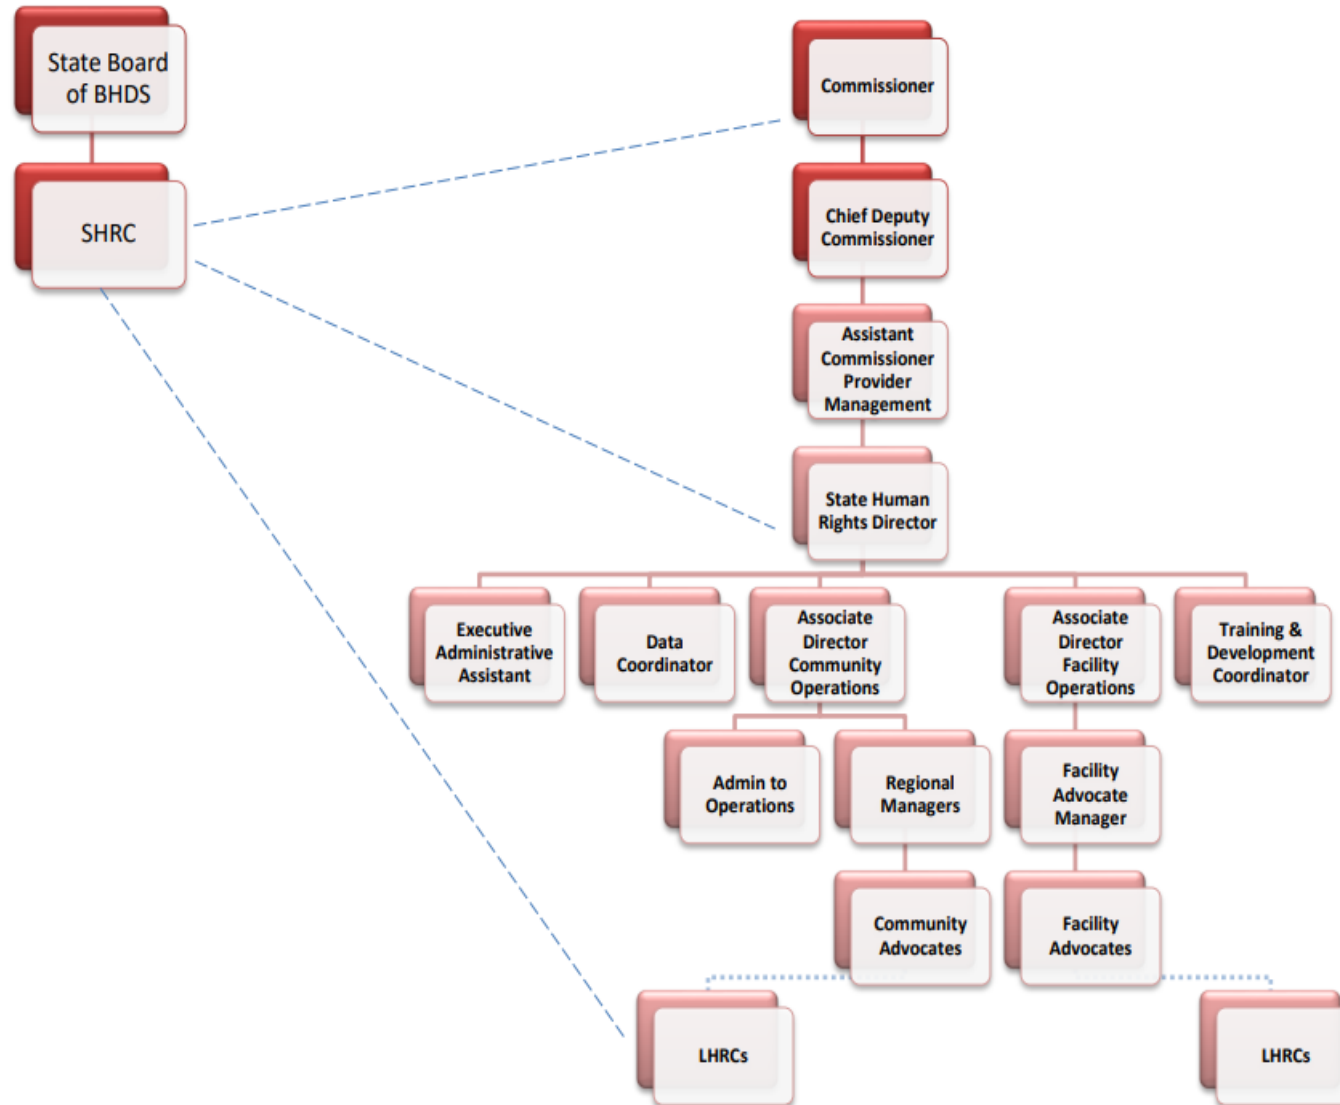 State Board
of BHDS
SHRC
Commissioner
Chief Deputy
Commissioner
Assistant
Commissioner
Provider
Management
State Human
Rights Director
Executive
Administrative
Assistant
Data
Coordinator
Associate
Director
Community
Operations
Associate
Director
Facility
Operations
Training &
Development
Coordinator
Admin to
Operations
Regional
Managers
Facility
Advocate
Manager
Community
Advocates
Facility
Advocates
LHRCs
LHRCs